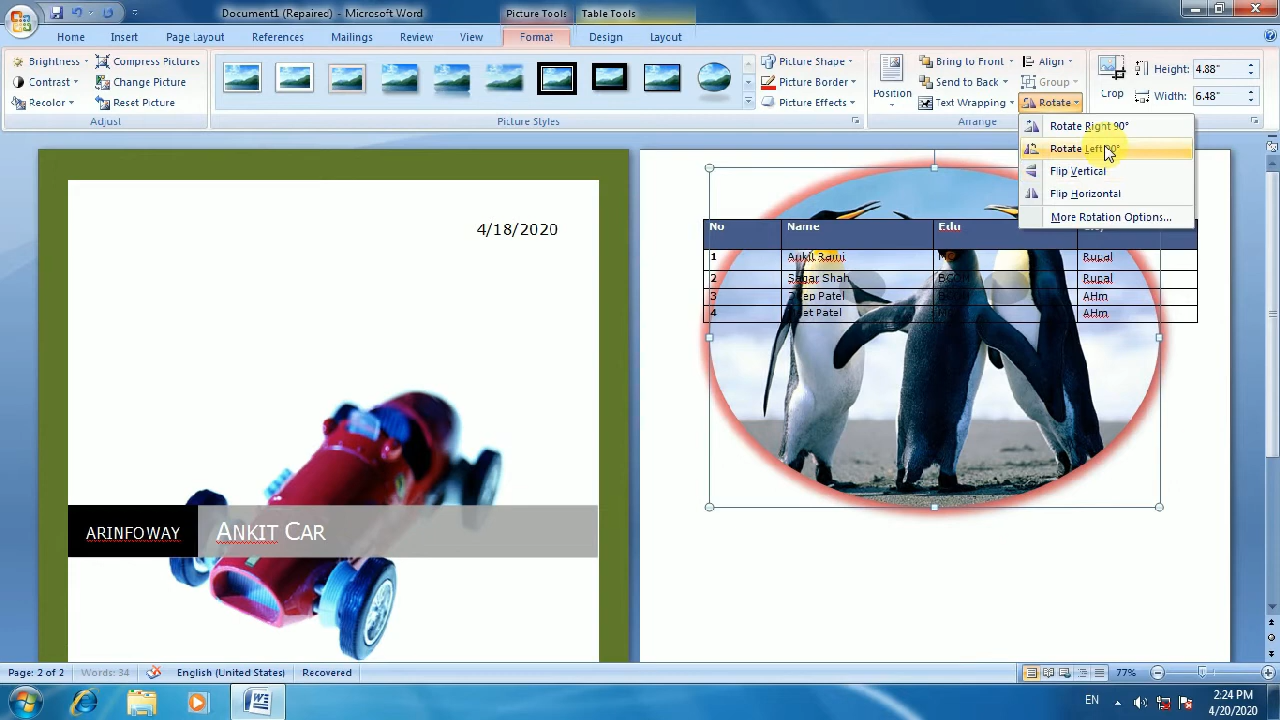 Document1 (Repaired) - Microsoft Word
Picture Tools
Table Tools
Home Insert Page Layout References Mailings Review View Format Design Layout
Brightness
Contrast
Recolor
Compress Pictures
Change Picture
Reset Picture
Adjust
Picture Styles
Picture Shape
Picture Border
Picture Effects
Position
Bring to Front
Send to Back
Text Wrapping
Align
Group
Rotate
Arrange
Crop
Height: 4.88"
Width: 6.48"
Rotate Right 90°
Rotate Left 90°
Flip Vertical
Flip Horizontal
More Rotation Options...
4/18/2020
ARINFOWAY
ANKIT CAR
No Name Edu
1 Ankit Rami Rupal
2 Sagar Shah Rupal
3 Deep Patel AHm
4 Patel AHm
Page: 2 of 2
Words: 34
English (United States)
Recovered
77%
EN
2:24 PM
4/20/2020